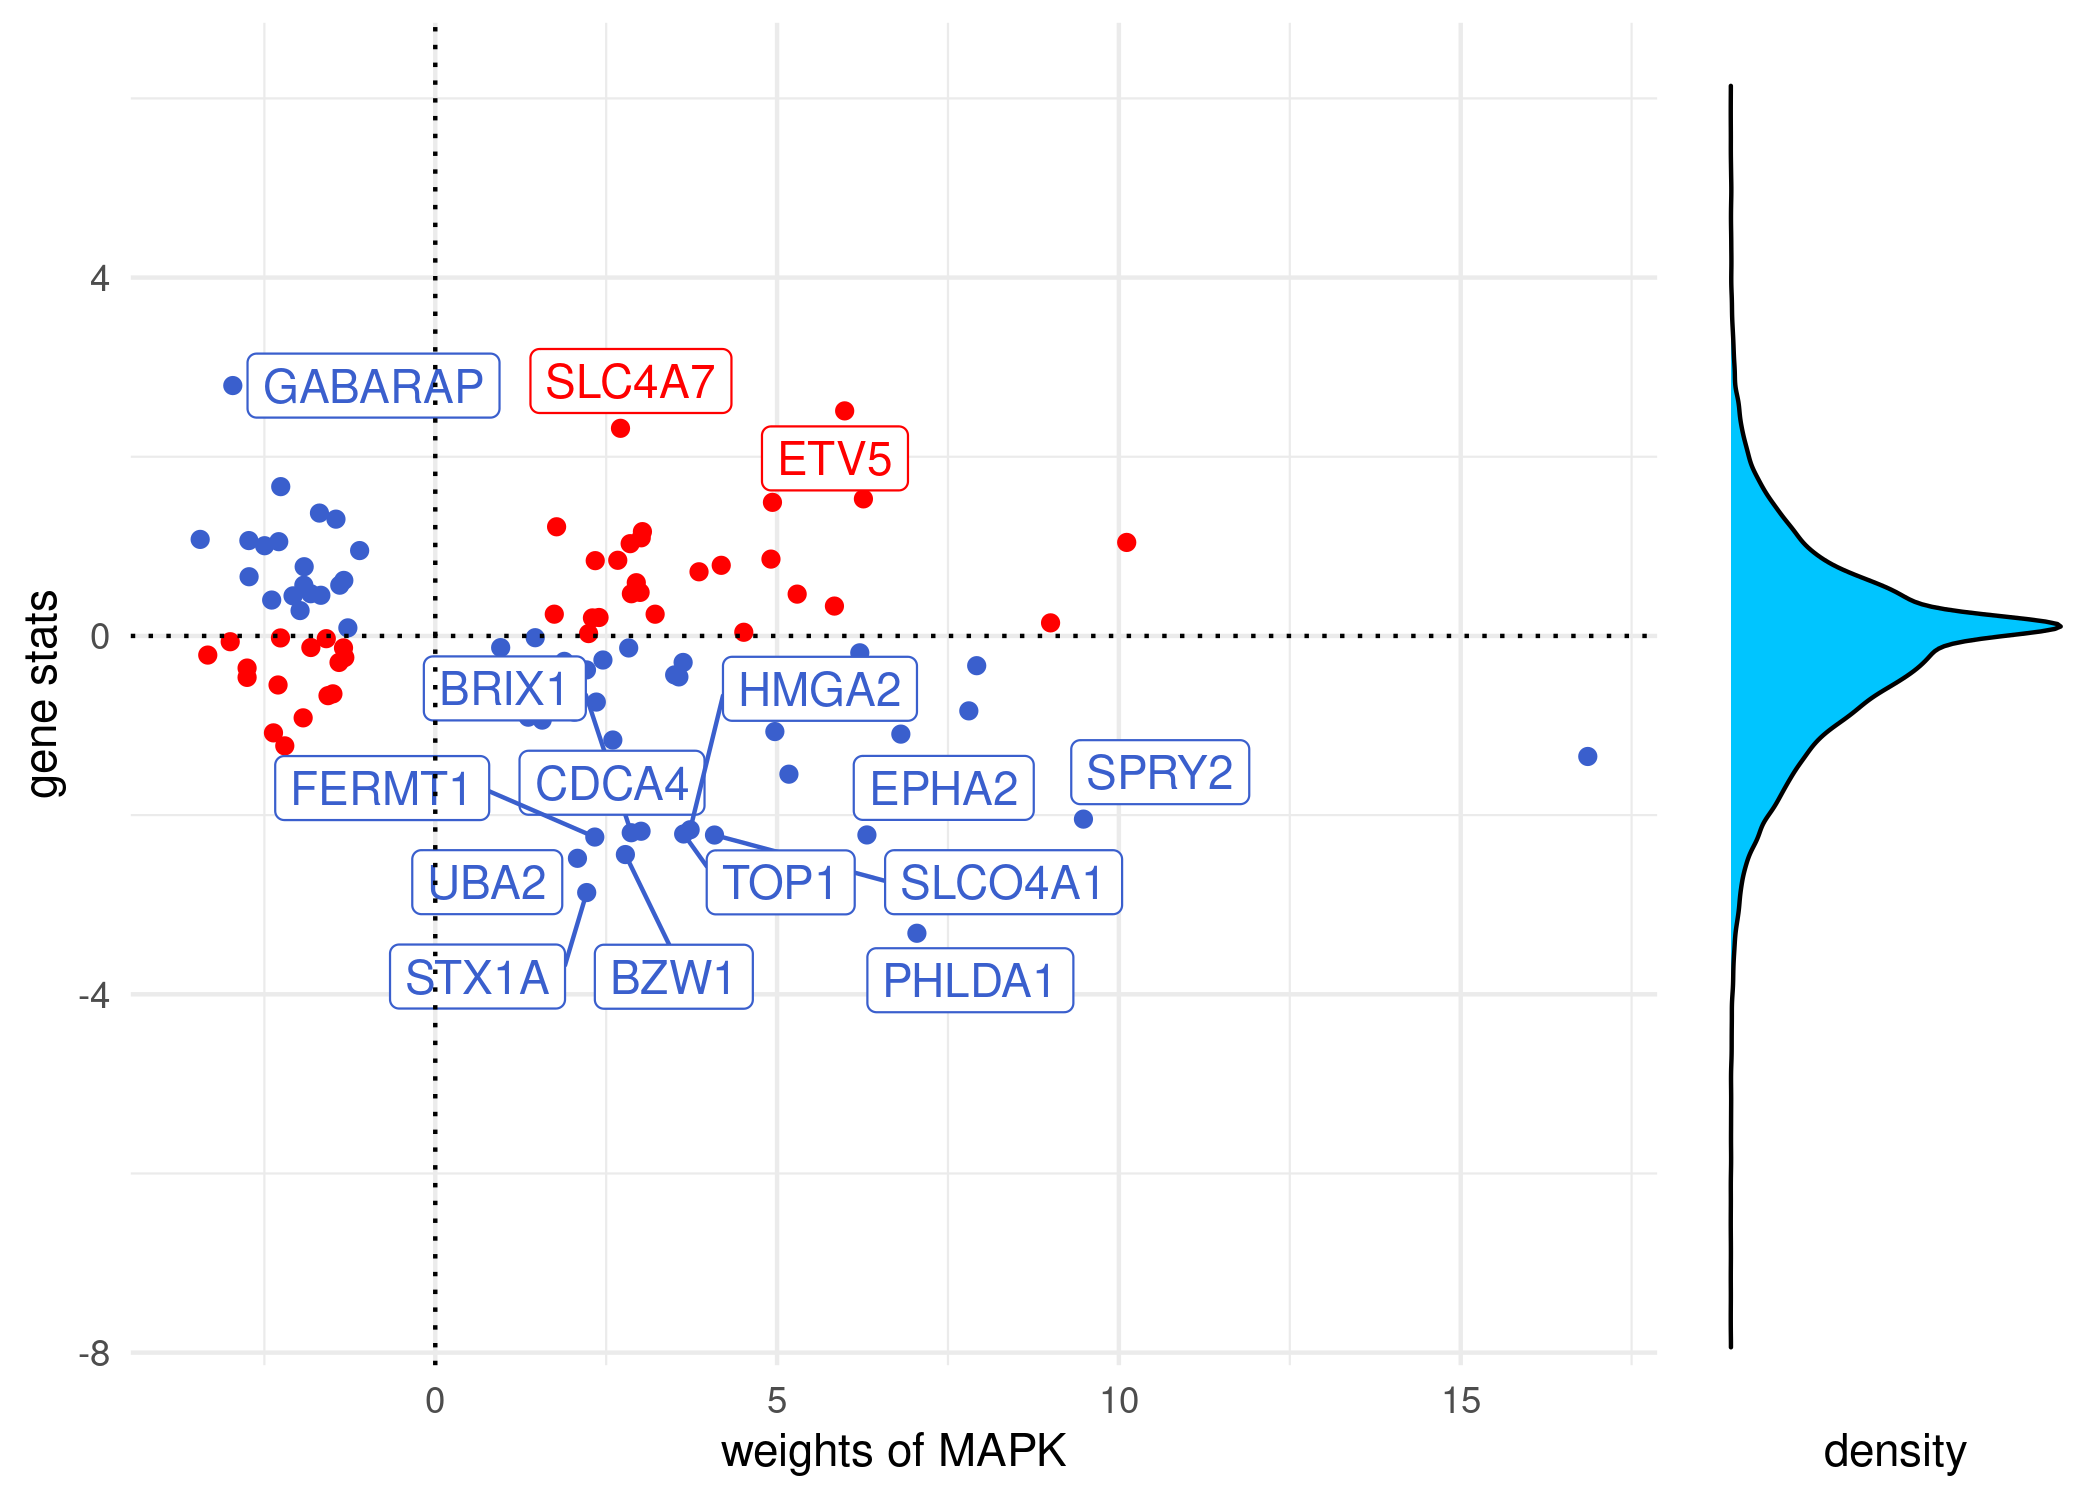 4
0
-4
-8
gene stats
GABARAP
SLC4A7
ETV5
BRIX1
HMGA2
FERMT1
CDCA4
EPHA2
SPRY2
UBA2
TOP1
SLCO4A1
STX1A
BZW1
PHLDA1
0
5
10
15
weights of MAPK
density